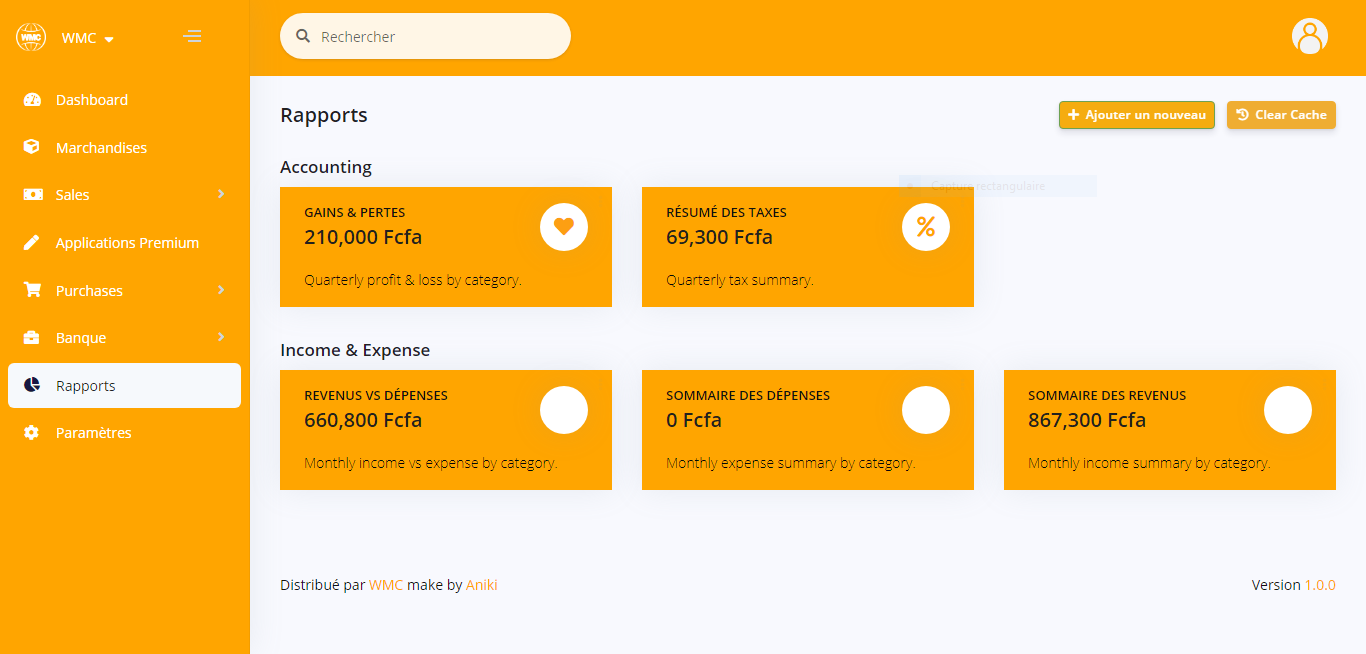 WMC
WMC
Rechercher
Dashboard
Marchandises
Sales
Applications Premium
Purchases
Banque
Rapports
Paramètres
Rapports
Ajouter un nouveau
Clear Cache
Capture rectangulaire
Accounting
GAINS & PERTES
210,000 Fcfa
Quarterly profit & loss by category.
RÉSUMÉ DES TAXES
69,300 Fcfa
Quarterly tax summary.
Income & Expense
REVENUS VS DÉPENSES
660,800 Fcfa
Monthly income vs expense by category.
SOMMAIRE DES DÉPENSES
0 Fcfa
Monthly expense summary by category.
SOMMAIRE DES REVENUS
867,300 Fcfa
Monthly income summary by category.
Distribué par WMC make by Aniki
Version 1.0.0